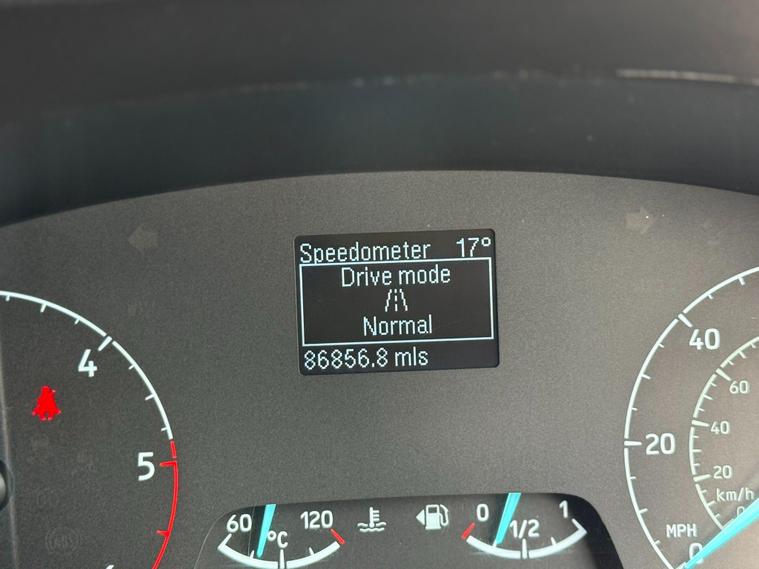 Speedometer 17°
Drive mode
Normal
86856.8 mls
4
5
60 °C 120
0 1/2 1
40
20
MPH
0
60
40
20
km/h